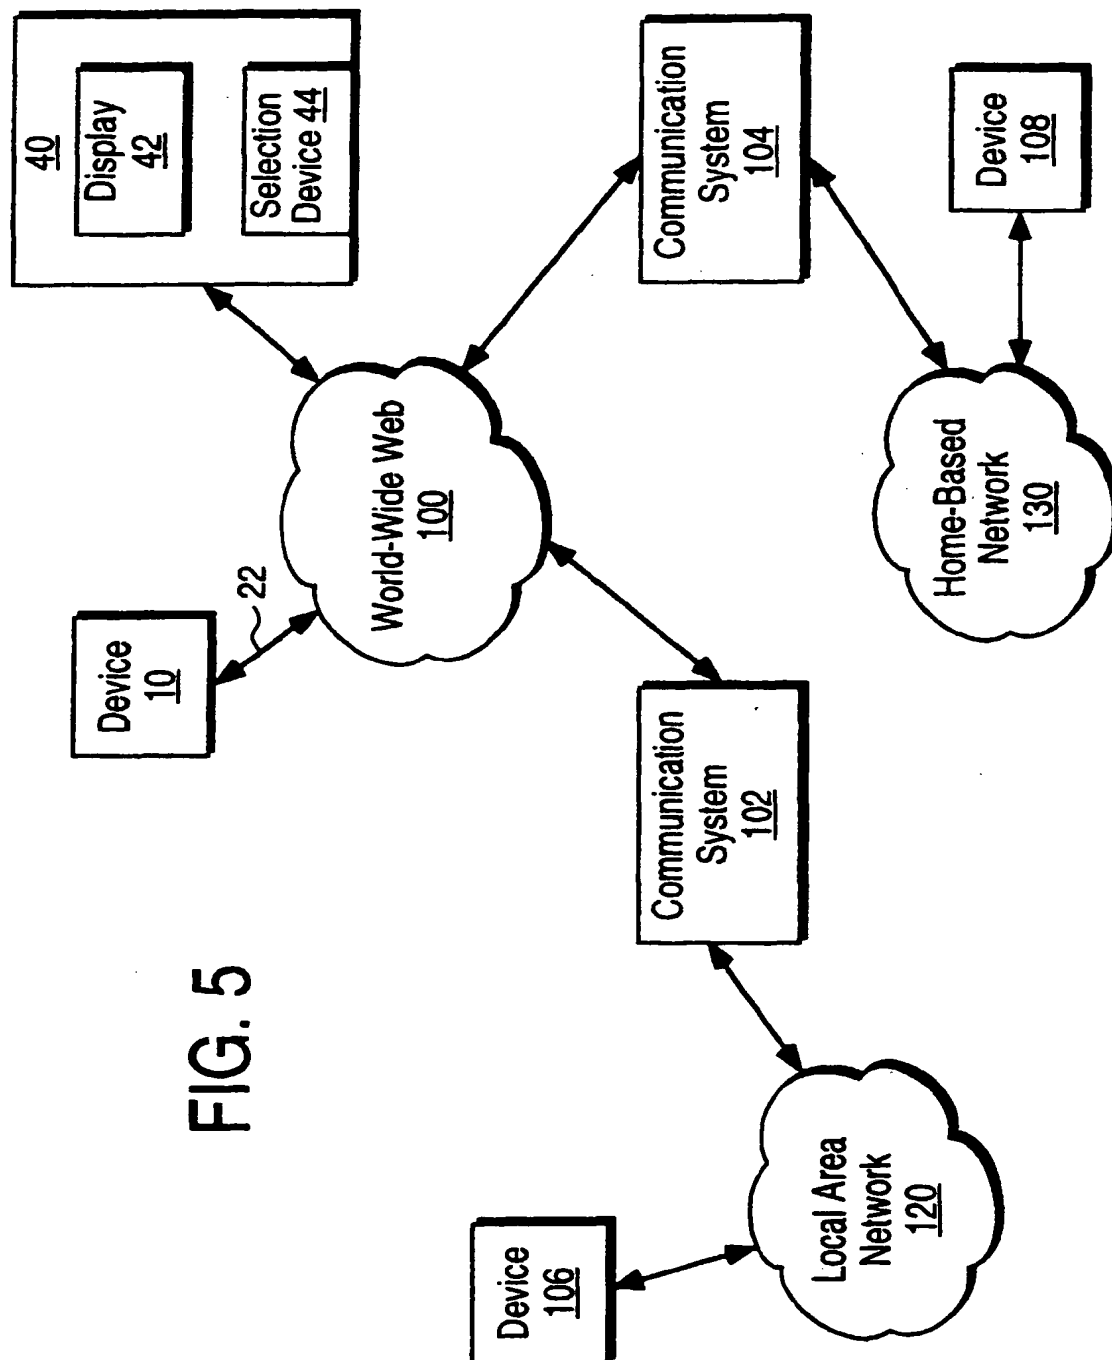 Device
106
Local Area
Network
120
FIG. 5
Communication
System
102
Device
10
22
World-Wide Web
100
Home-Based
Network
130
40
Display
42
Selection
Device 44
Communication
System
104
Device
108